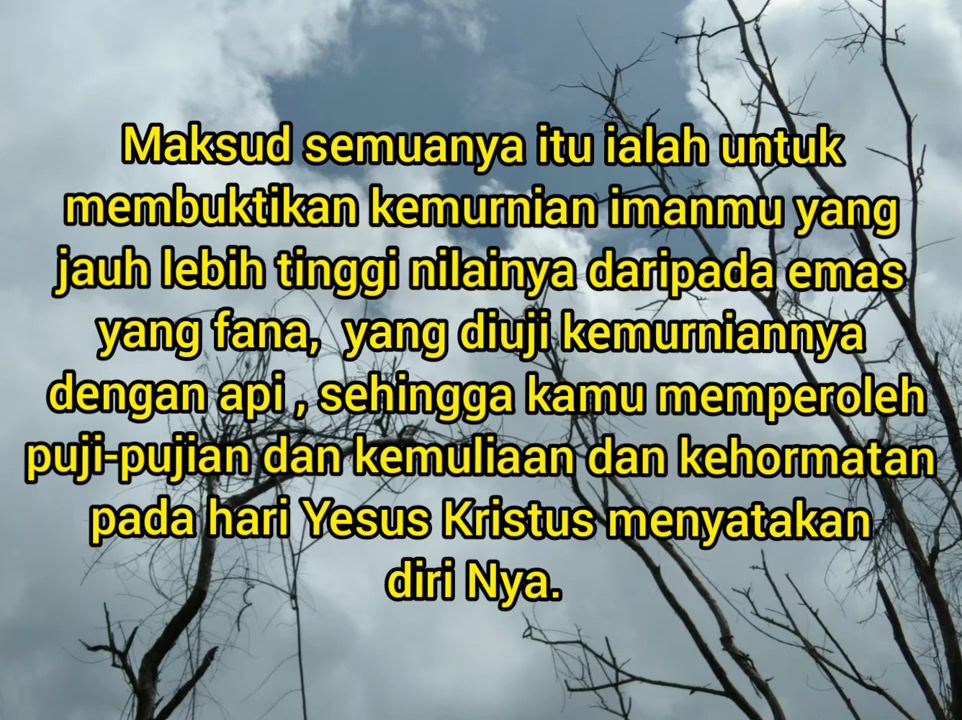 Maksud semuanya itu ialah untuk
membuktikan kemurnian imanmu yang
jauh lebih tinggi nilainya daripada emas
yang fana,  yang diuji kemurniannya
dengan api , sehingga kamu memperoleh
puji-pujian dan kemuliaan dan kehormatan
pada hari Yesus Kristus menyatakan
diri Nya.